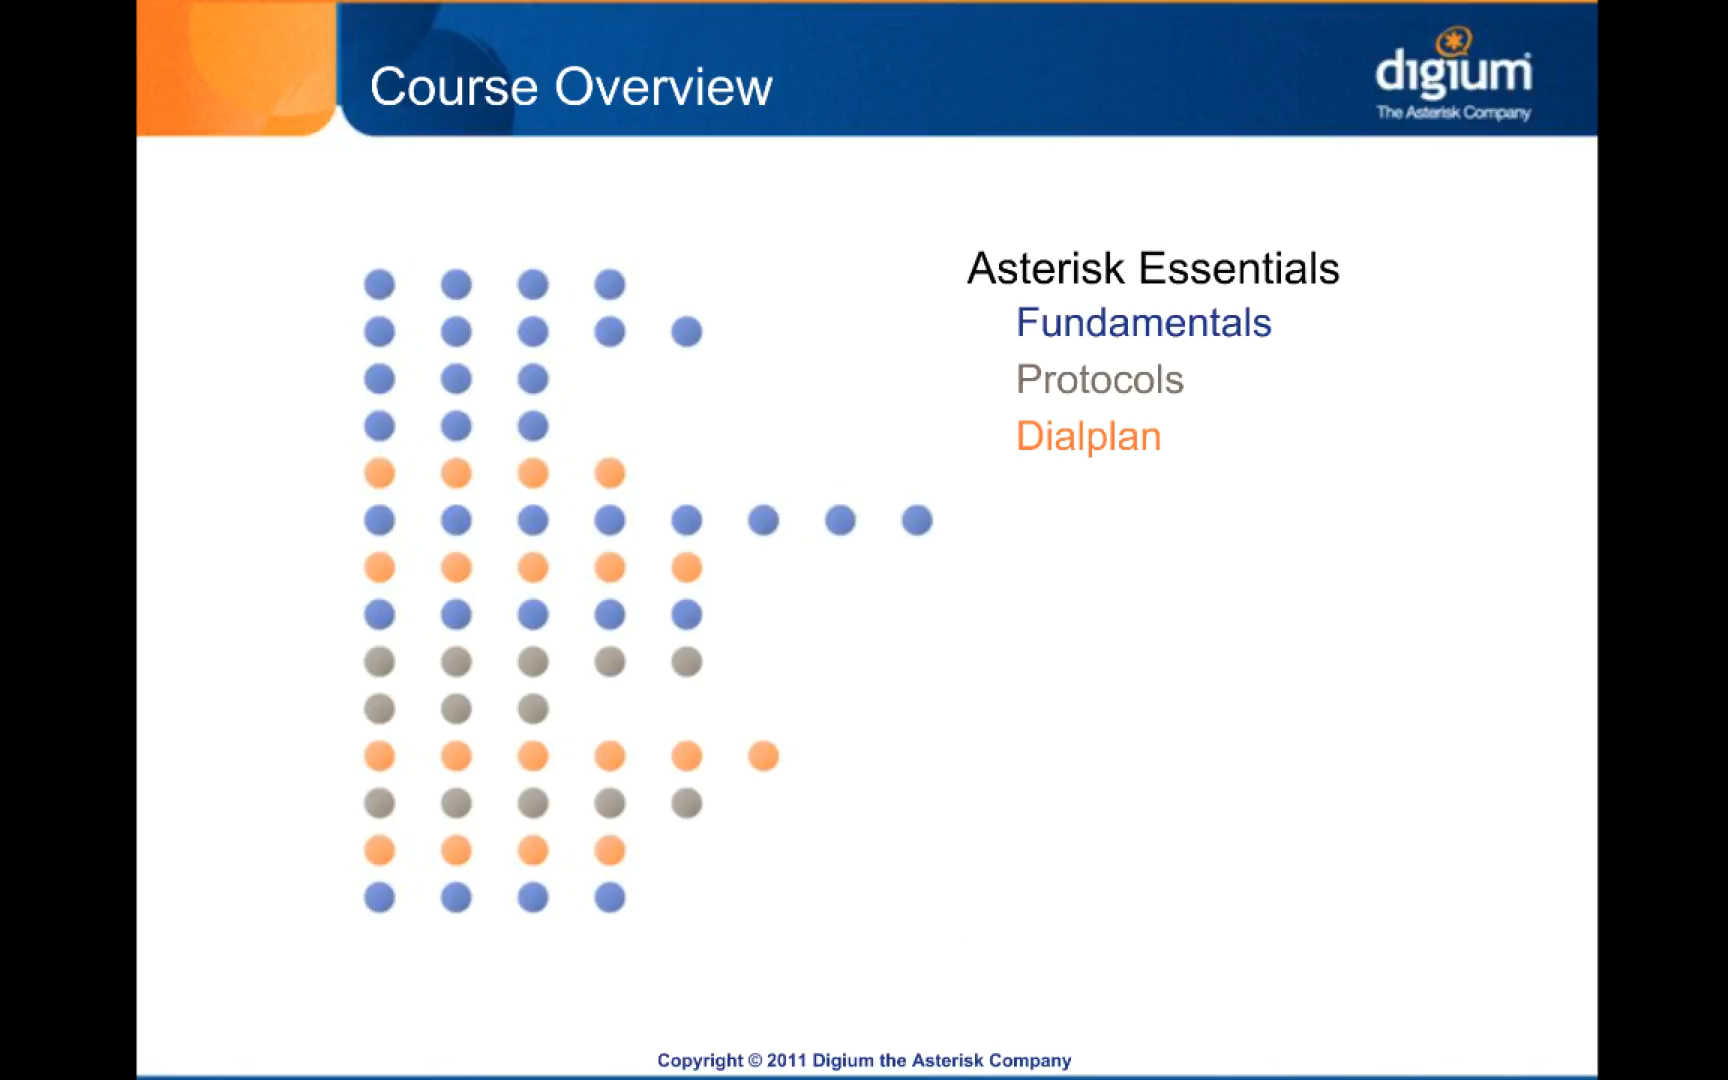 Course Overview
digium
The Asterisk Company
Asterisk Essentials
Fundamentals
Protocols
Dialplan
Copyright © 2011 Digium the Asterisk Company